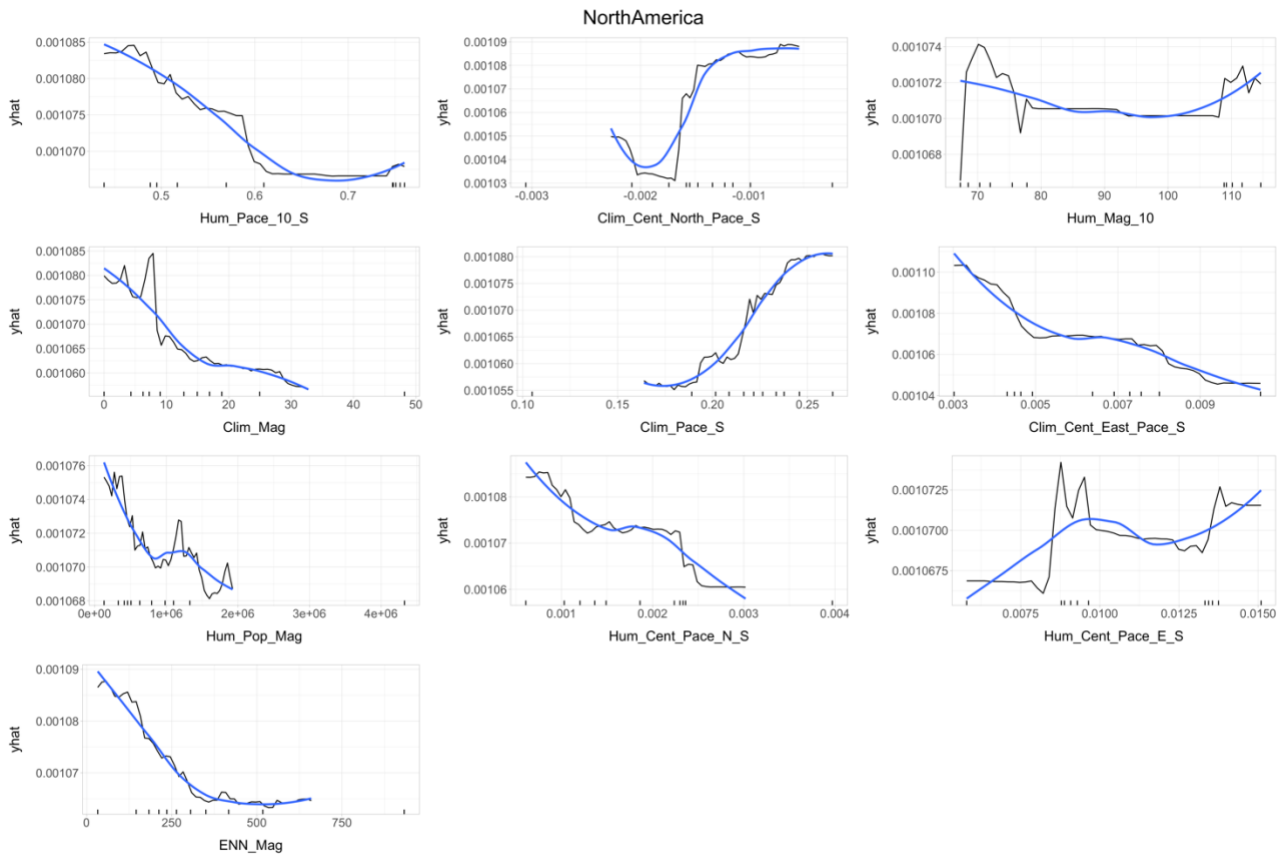 NorthAmerica
yhat
0.001085
0.001080
0.001075
0.001070
0.5 0.6 0.7
Hum_Pace_10_S
yhat
0.00109
0.00108
0.00107
0.00106
0.00105
0.00104
0.00103
-0.003 -0.002 -0.001
Clim_Cent_North_Pace_S
yhat
0.001074
0.001072
0.001070
0.001068
70 80 90 100 110
Hum_Mag_10
yhat
0.001085
0.001080
0.001075
0.001070
0.001065
0.001060
0 10 20 30 40 50
Clim_Mag
yhat
0.001080
0.001075
0.001070
0.001065
0.001060
0.001055
0.10 0.15 0.20 0.25
Clim_Pace_S
yhat
0.00110
0.00108
0.00106
0.00104
0.003 0.005 0.007 0.009
Clim_Cent_East_Pace_S
yhat
0.001076
0.001074
0.001072
0.001070
0.001068
0e+00 1e+06 2e+06 3e+06 4e+06
Hum_Pop_Mag
yhat
0.00108
0.00107
0.00106
0.001 0.002 0.003 0.004
Hum_Cent_Pace_N_S
yhat
0.0010725
0.0010700
0.0010675
0.0075 0.0100 0.0125 0.0150
Hum_Cent_Pace_E_S
yhat
0.00109
0.00108
0.00107
0 250 500 750
ENN_Mag